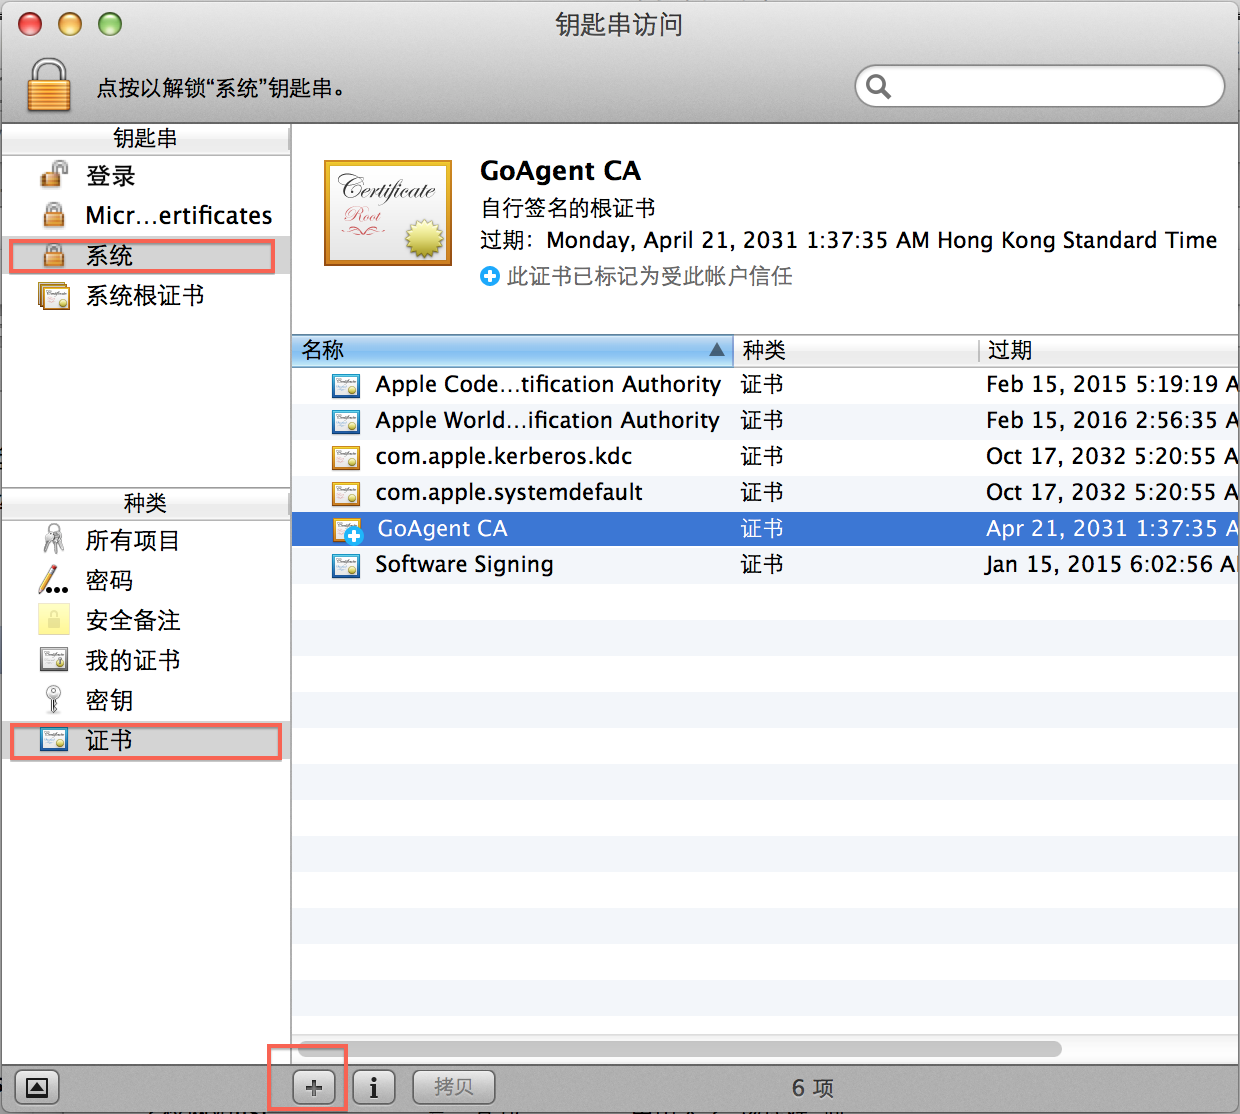 钥匙串访问
点按以解锁“系统”钥匙串。
钥匙串
登录
Micr...ertificates
系统
系统根证书
种类
所有项目
密码
安全备注
我的证书
密钥
证书
Certificate
Root
GoAgent CA
自行签名的根证书
过期：Monday, April 21, 2031 1:37:35 AM Hong Kong Standard Time
此证书已标记为受此帐户信任
名称 种类 过期
Apple Code...tification Authority 证书 Feb 15, 2015 5:19:19 A
Apple World...ification Authority 证书 Feb 15, 2016 2:56:35 A
com.apple.kerberos.kdc 证书 Oct 17, 2032 5:20:55 A
com.apple.systemdefault 证书 Oct 17, 2032 5:20:55 A
GoAgent CA 证书 Apr 21, 2031 1:37:35 A
Software Signing 证书 Jan 15, 2015 6:02:56 A
拷贝
6 项